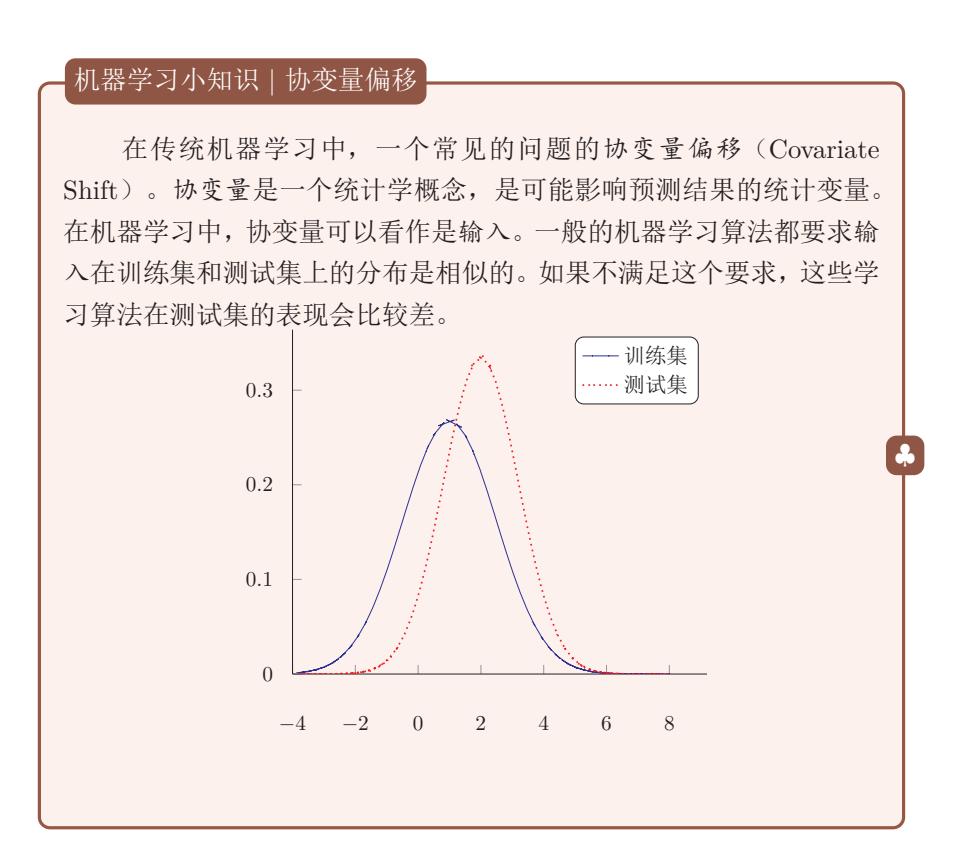 机器学习小知识 | 协变量偏移
在传统机器学习中，一个常见的问题的协变量偏移（Covariate
Shift）。协变量是一个统计学概念，是可能影响预测结果的统计变量。
在机器学习中，协变量可以看作是输入。一般的机器学习算法都要求输
入在训练集和测试集上的分布是相似的。如果不满足这个要求，这些学
习算法在测试集的表现会比较差。
训练集
测试集
0.3
0.2
0.1
0
−4 −2 0 2 4 6 8